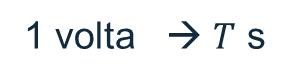 1 volta → T s